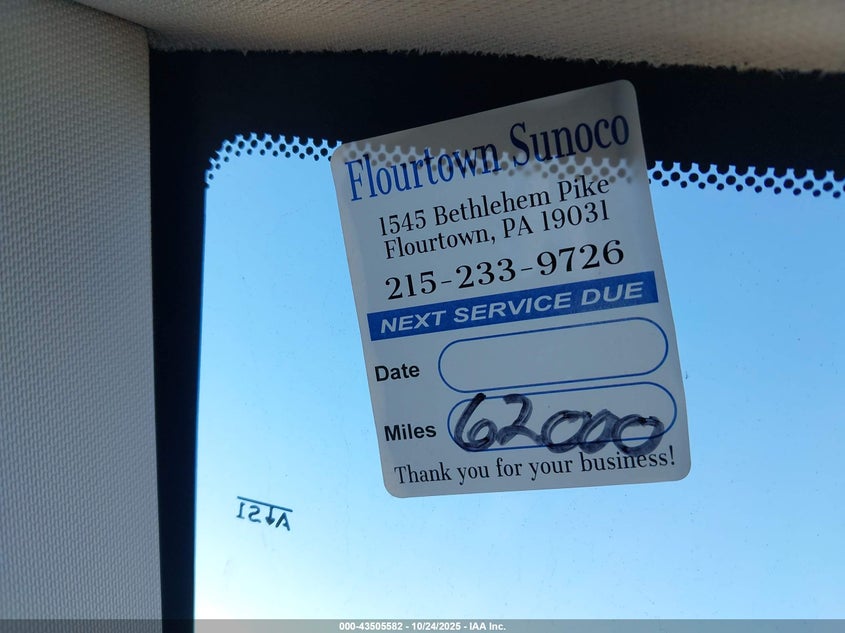 Flourtown Sunoco
1545 Bethlehem Pike
Flourtown, PA 19031
215-233-9726
NEXT SERVICE DUE
Date
Miles 62000
Thank you for your business!
AS1
000-43505582 - 10/24/2025 - IAA Inc.